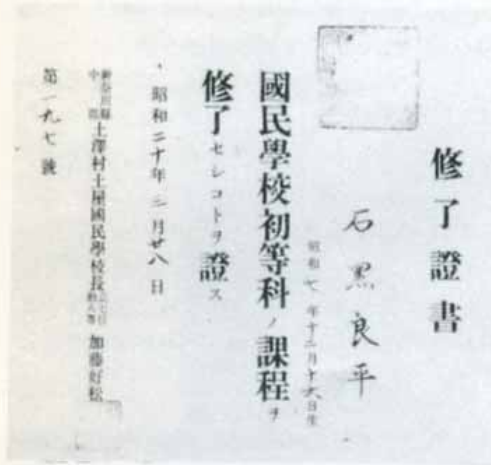 修了證書
石黑良平
昭和七年十二月十六日生
國民學校初等科ノ課程ヲ
修了セシコトヲ證ス
昭和二十年三月廿八日
神奈川縣中郡土澤村土屋國民學校長 加藤好松
第一九七號